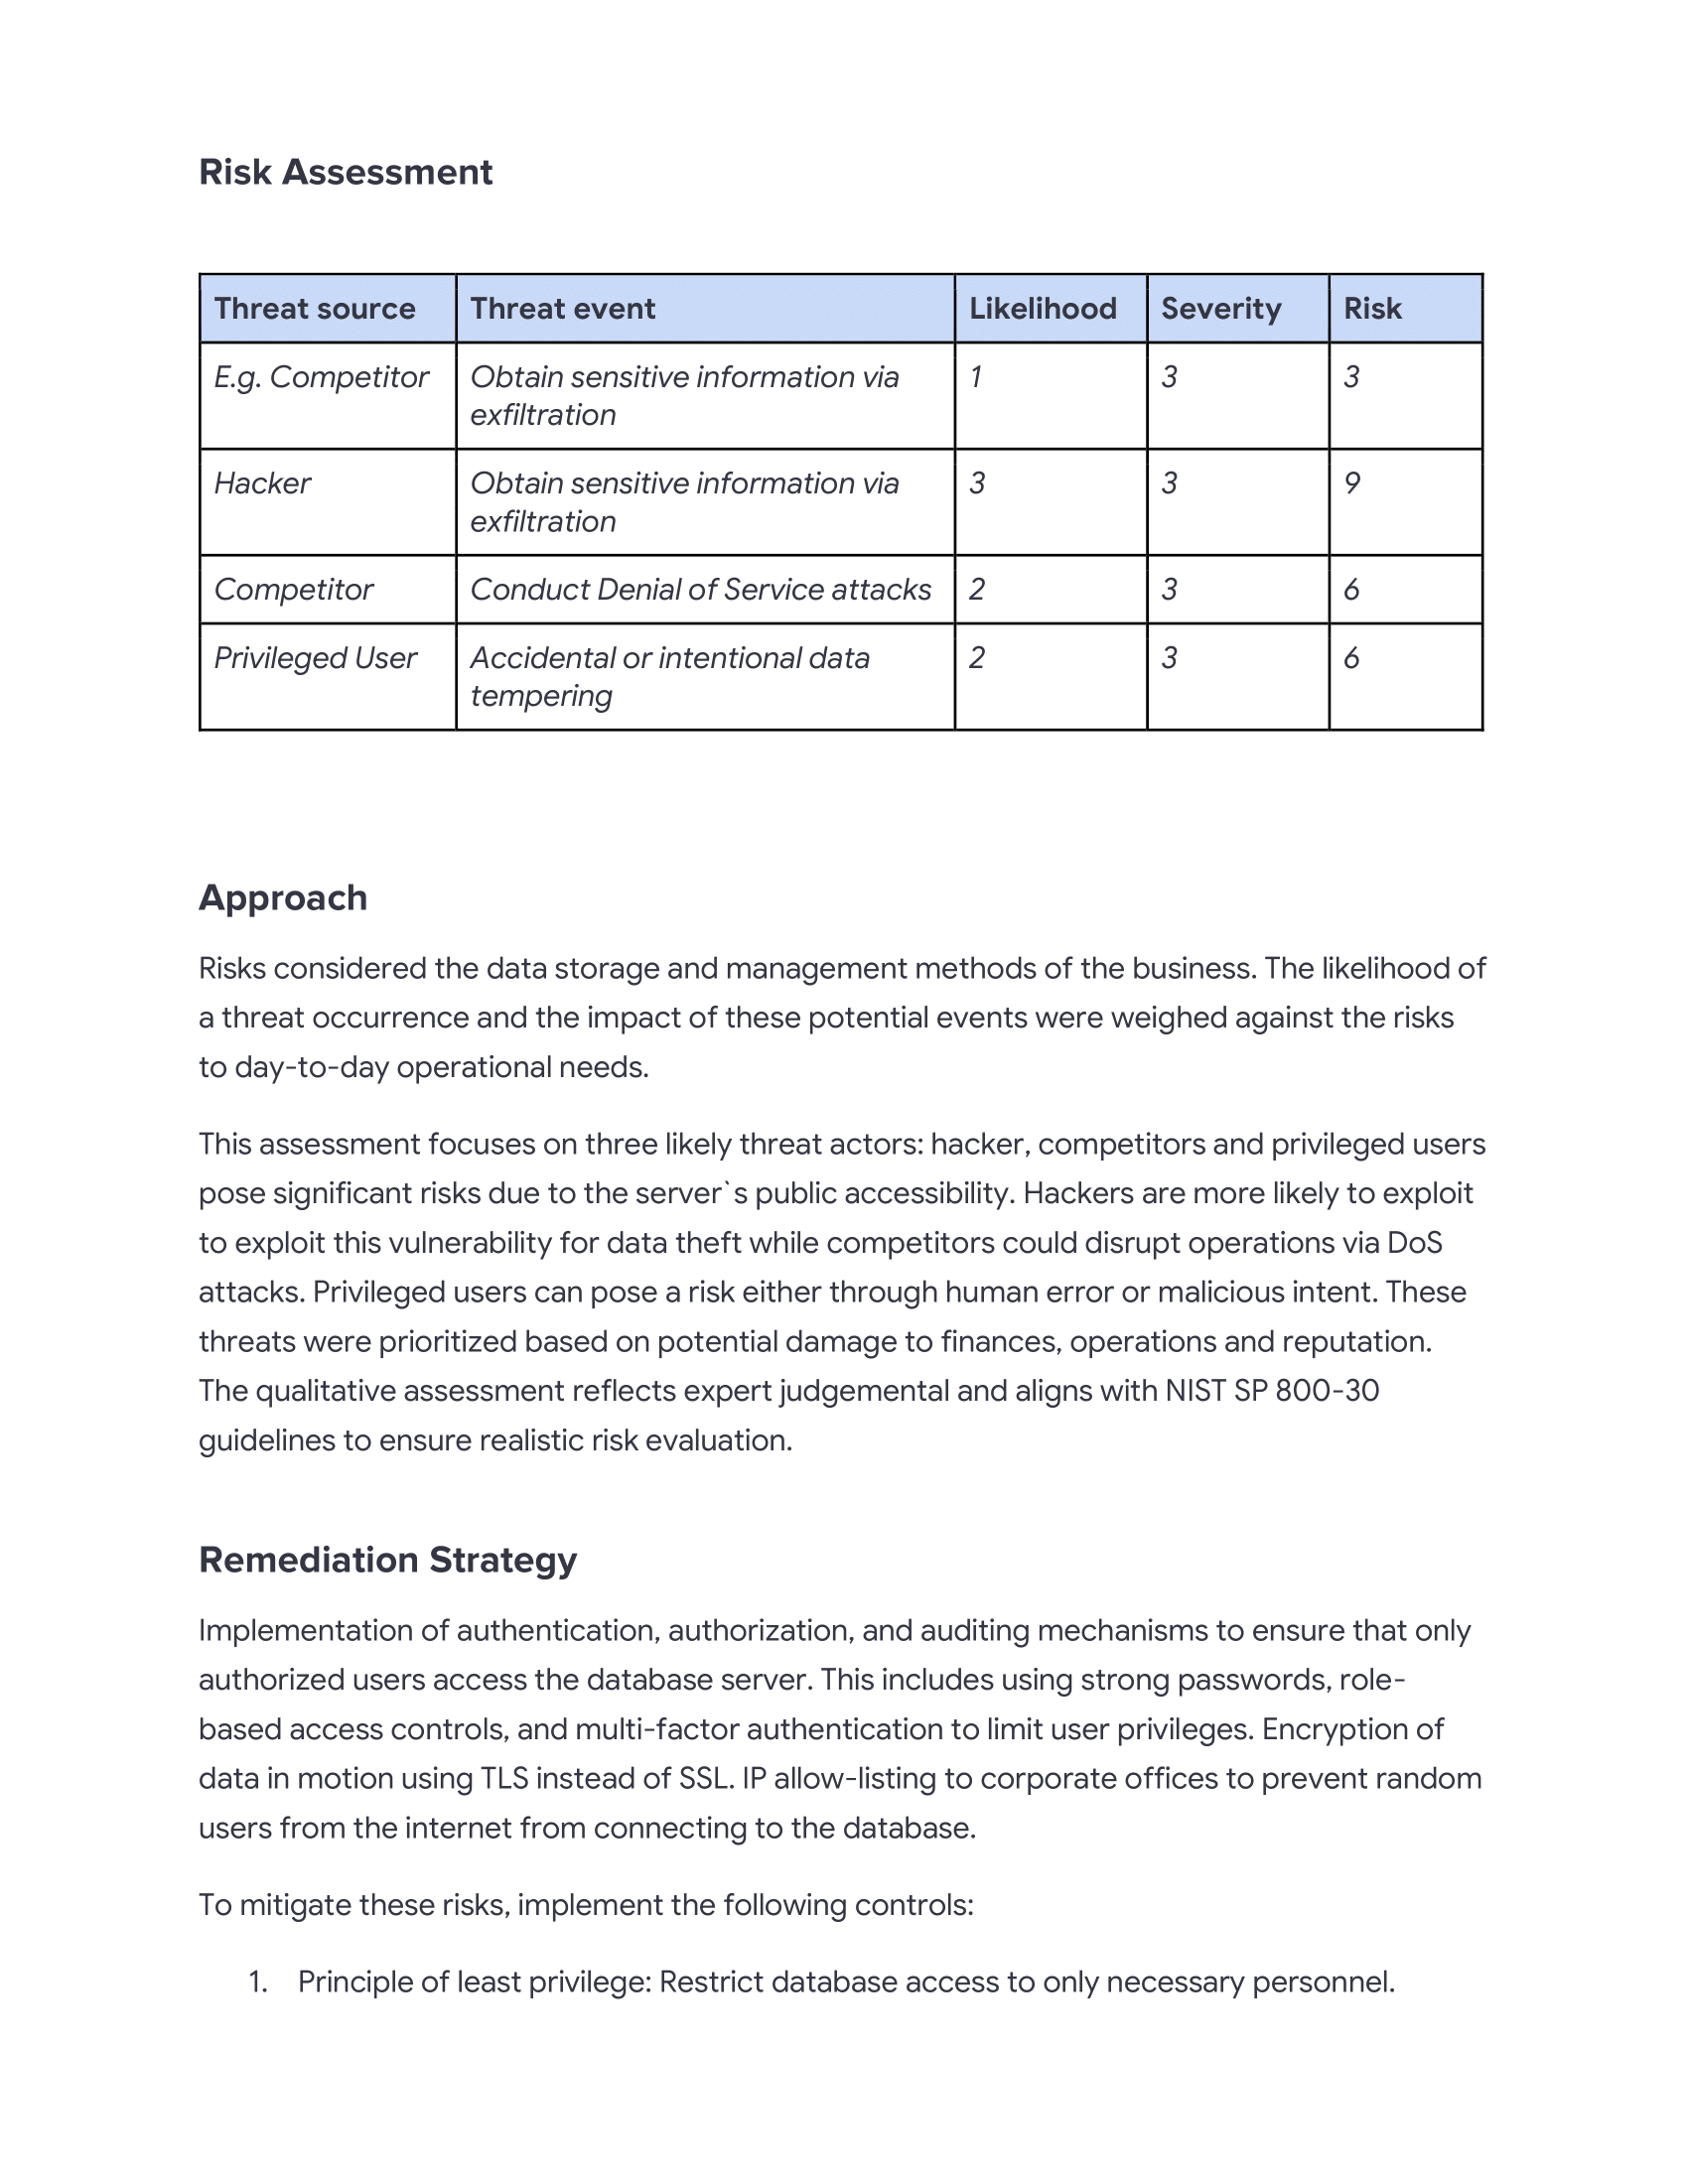 Risk Assessment
Threat source Threat event Likelihood Severity Risk
E.g. Competitor Obtain sensitive information via 1 3 3
exfiltration
Hacker Obtain sensitive information via 3 3 9
exfiltration
Competitor Conduct Denial of Service attacks 2 3 6
Privileged User Accidental or intentional data 2 3 6
tempering
Approach
Risks considered the data storage and management methods of the business. The likelihood of
a threat occurrence and the impact of these potential events were weighed against the risks
to day-to-day operational needs.
This assessment focuses on three likely threat actors: hacker, competitors and privileged users
pose significant risks due to the server`s public accessibility. Hackers are more likely to exploit
to exploit this vulnerability for data theft while competitors could disrupt operations via DoS
attacks. Privileged users can pose a risk either through human error or malicious intent. These
threats were prioritized based on potential damage to finances, operations and reputation.
The qualitative assessment reflects expert judgemental and aligns with NIST SP 800-30
guidelines to ensure realistic risk evaluation.
Remediation Strategy
Implementation of authentication, authorization, and auditing mechanisms to ensure that only
authorized users access the database server. This includes using strong passwords, role-
based access controls, and multi-factor authentication to limit user privileges. Encryption of
data in motion using TLS instead of SSL. IP allow-listing to corporate offices to prevent random
users from the internet from connecting to the database.
To mitigate these risks, implement the following controls:
1. Principle of least privilege: Restrict database access to only necessary personnel.